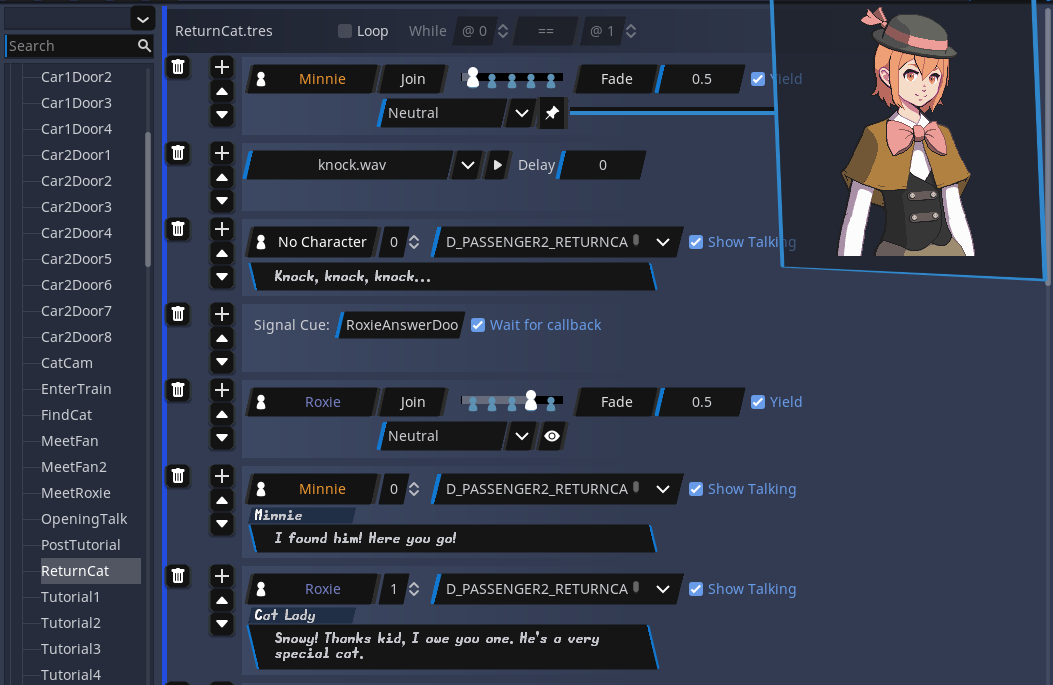 ReturnCat.tres
Loop
While
@ 0
==
@ 1
Search
Car1Door2
Car1Door3
Car1Door4
Car2Door1
Car2Door2
Car2Door3
Car2Door4
Car2Door5
Car2Door6
Car2Door7
Car2Door8
CatCam
EnterTrain
FindCat
MeetFan
MeetFan2
MeetRoxie
OpeningTalk
PostTutorial
ReturnCat
Tutorial1
Tutorial2
Tutorial3
Tutorial4
Minnie
Join
Fade
0.5
Yield
Neutral
knock.wav
Delay
0
No Character
0
D_PASSENGER2_RETURNCA
Show Talking
Knock, knock, knock...
Signal Cue:
RoxieAnswerDoo
Wait for callback
Roxie
Join
Fade
0.5
Yield
Neutral
Minnie
0
D_PASSENGER2_RETURNCA
Show Talking
Minnie
I found him! Here you go!
Roxie
1
D_PASSENGER2_RETURNCA
Show Talking
Cat Lady
Snowy! Thanks kid, I owe you one. He's a very
special cat.